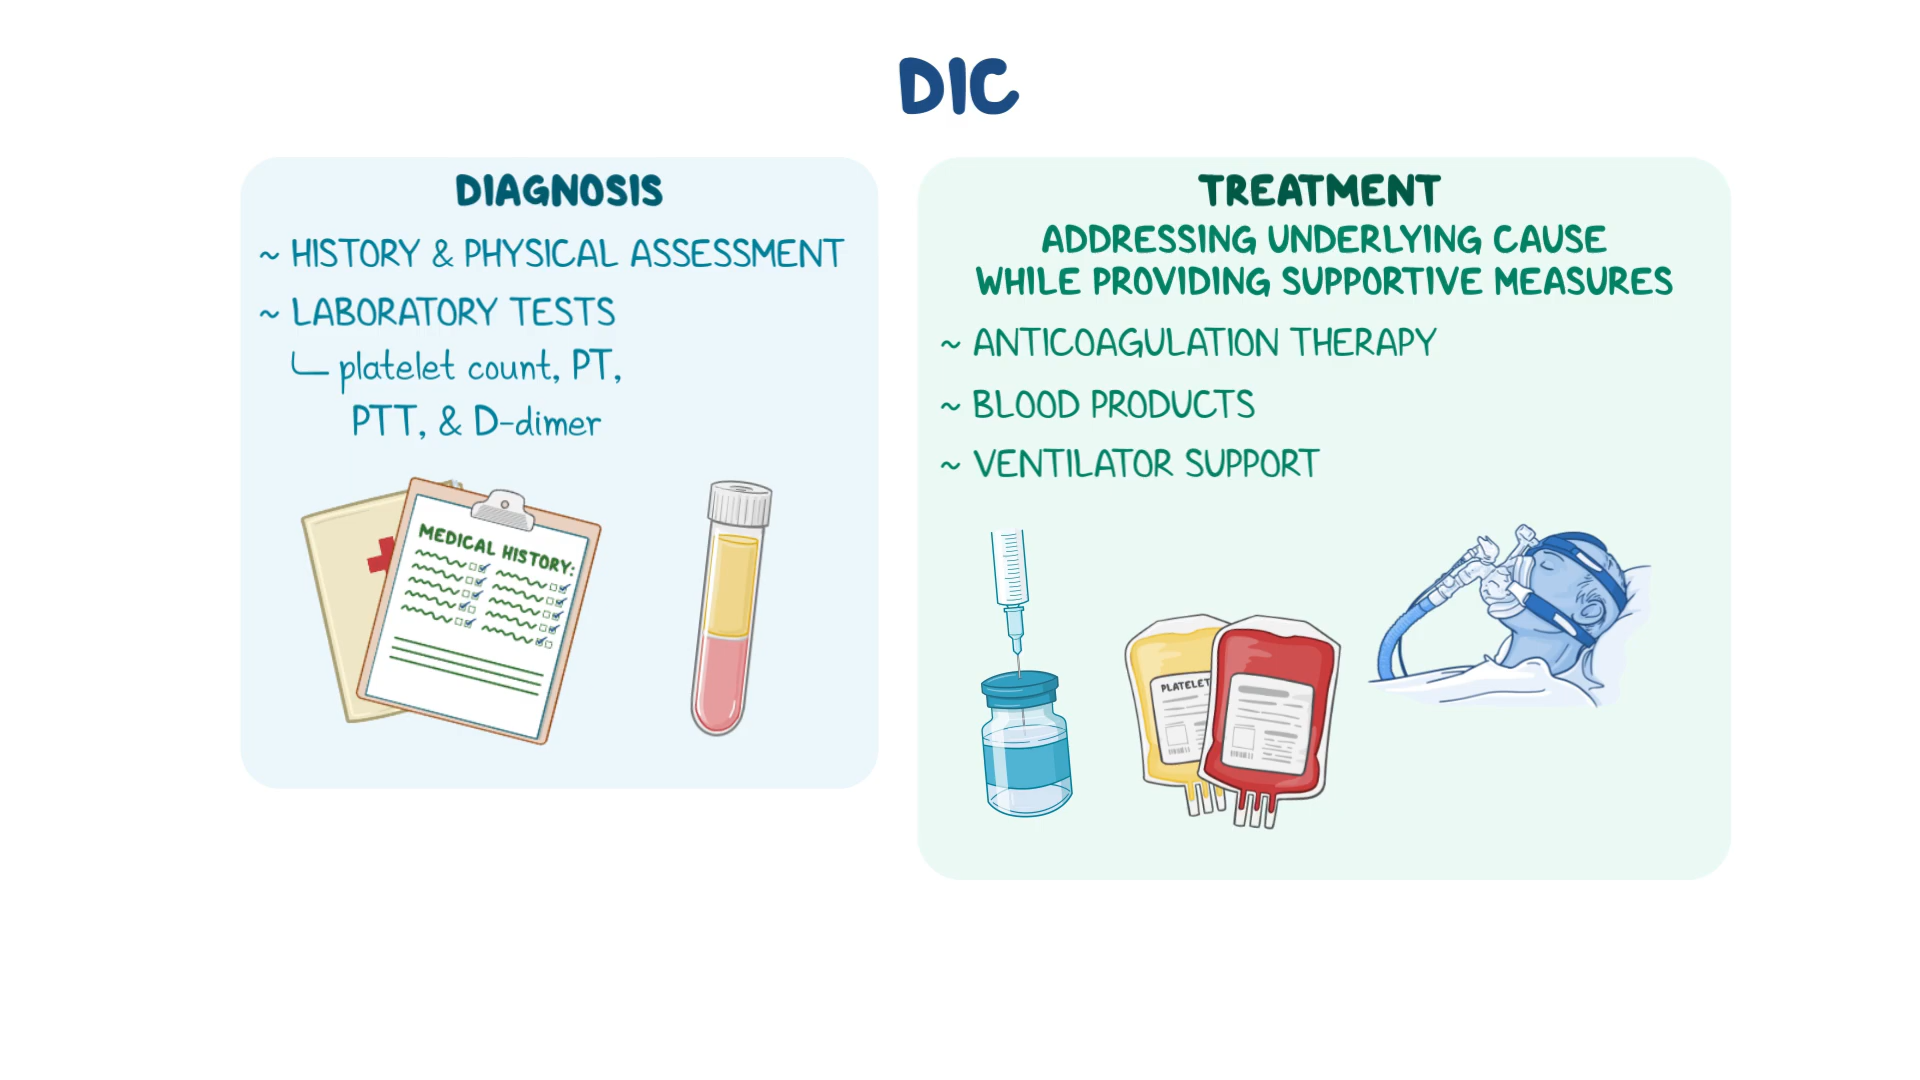 DIC
DIAGNOSIS
~ HISTORY & PHYSICAL ASSESSMENT
~ LABORATORY TESTS
platelet count, PT,
PTT, & D-dimer
MEDICAL HISTORY:
TREATMENT
ADDRESSING UNDERLYING CAUSE
WHILE PROVIDING SUPPORTIVE MEASURES
~ ANTICOAGULATION THERAPY
~ BLOOD PRODUCTS
~ VENTILATOR SUPPORT
PLATELET